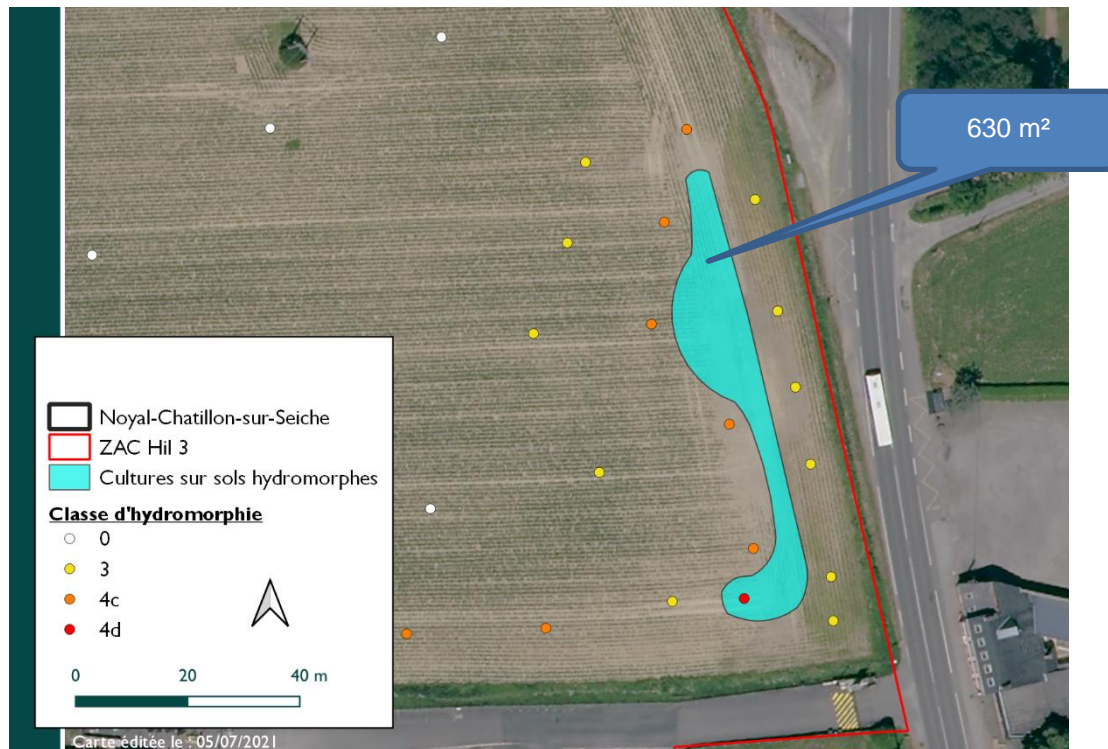 630 m²
Noyal-Chatillon-sur-Seiche
ZAC Hil 3
Cultures sur sols hydromorphes
Classe d'hydromorphie
0
3
4c
4d
0 20 40 m
Carte éditée le : 05/07/2021